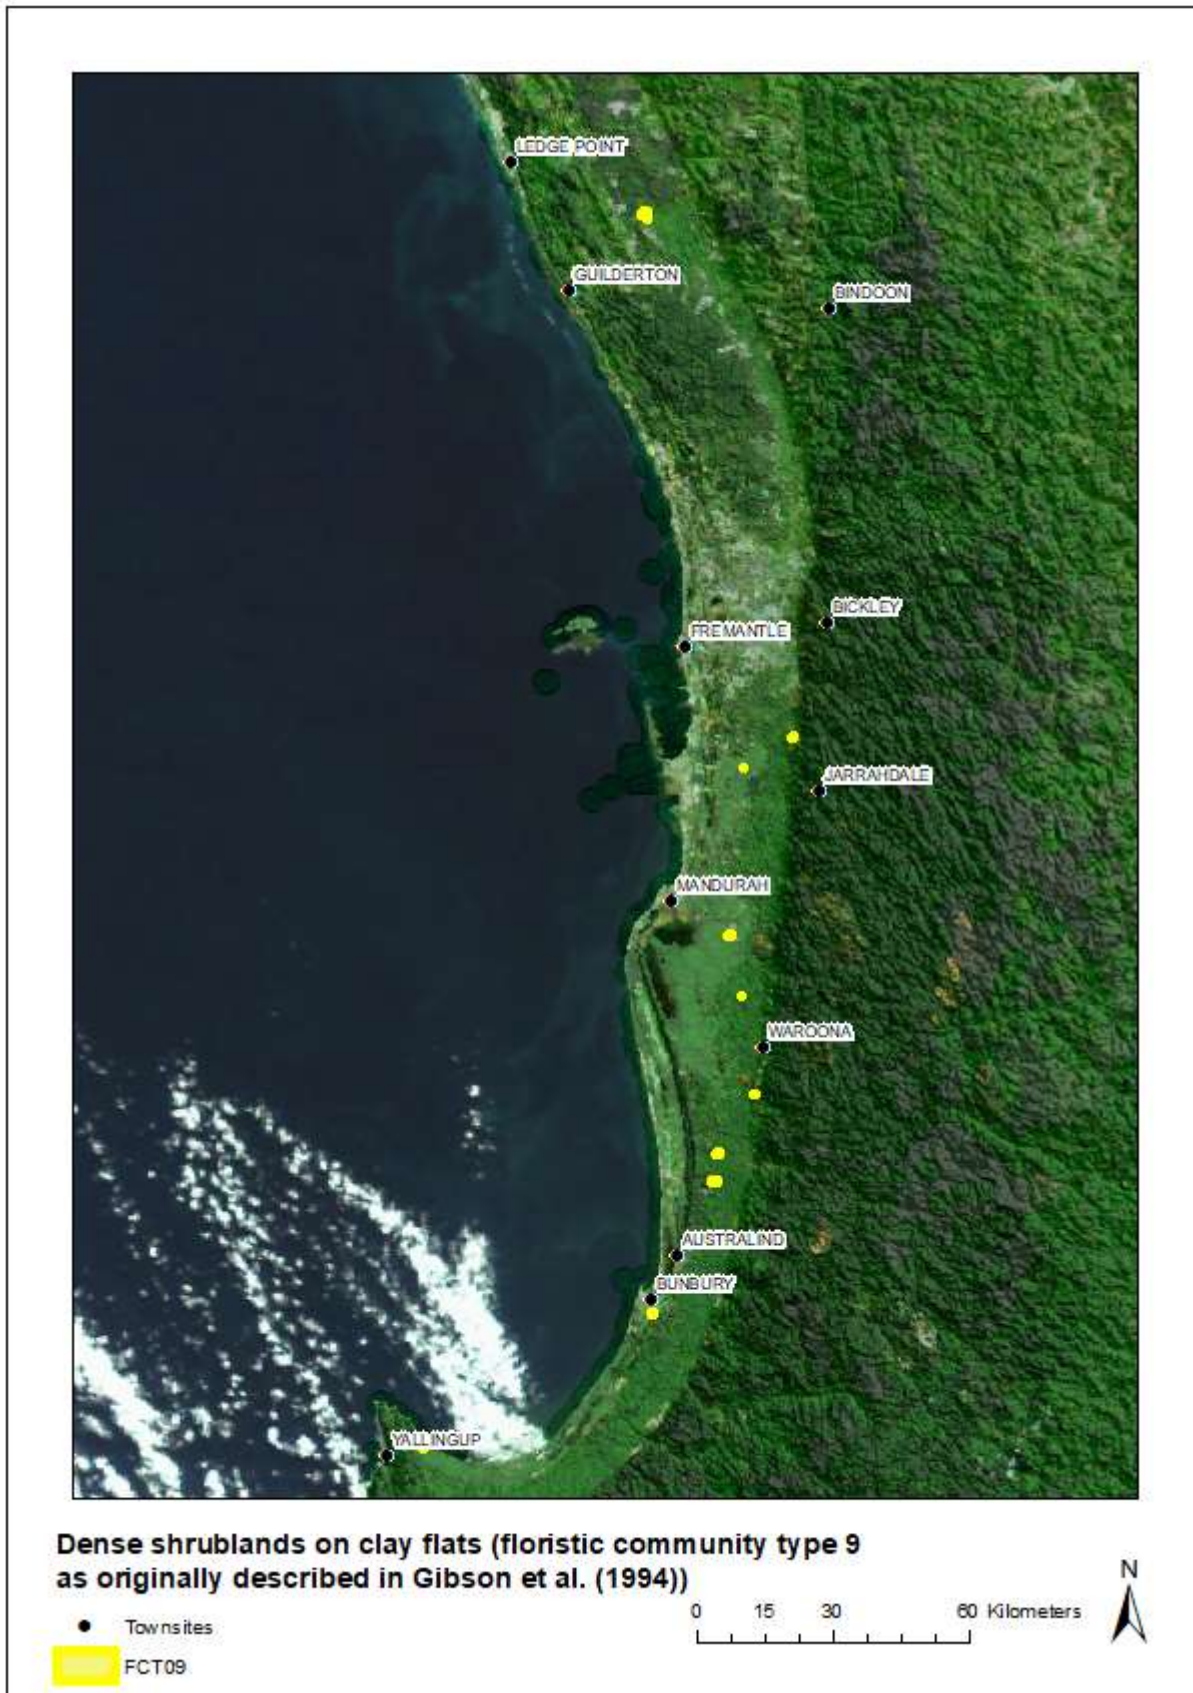 LEDGE POINT
GUILDERTON
BINDOON
BICKLEY
FREMANTLE
JARRAHDALE
MANDURAH
WAROONA
AUSTRALIND
BUNBURY
YALLINGUP
Dense shrublands on clay flats (floristic community type 9
as originally described in Gibson et al. (1994))
N
0 15 30 60 Kilometers
Townsites
FCT09